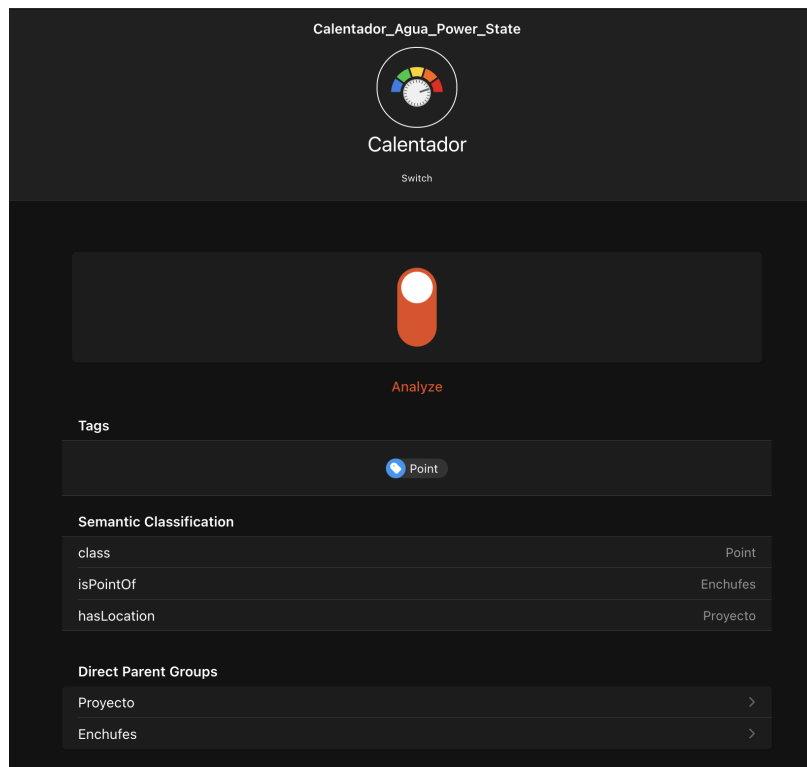 Calentador_Agua_Power_State
Calentador
Switch
Analyze
Tags
Point
Semantic Classification
class Point
isPointOf Enchufes
hasLocation Proyecto
Direct Parent Groups
Proyecto
Enchufes